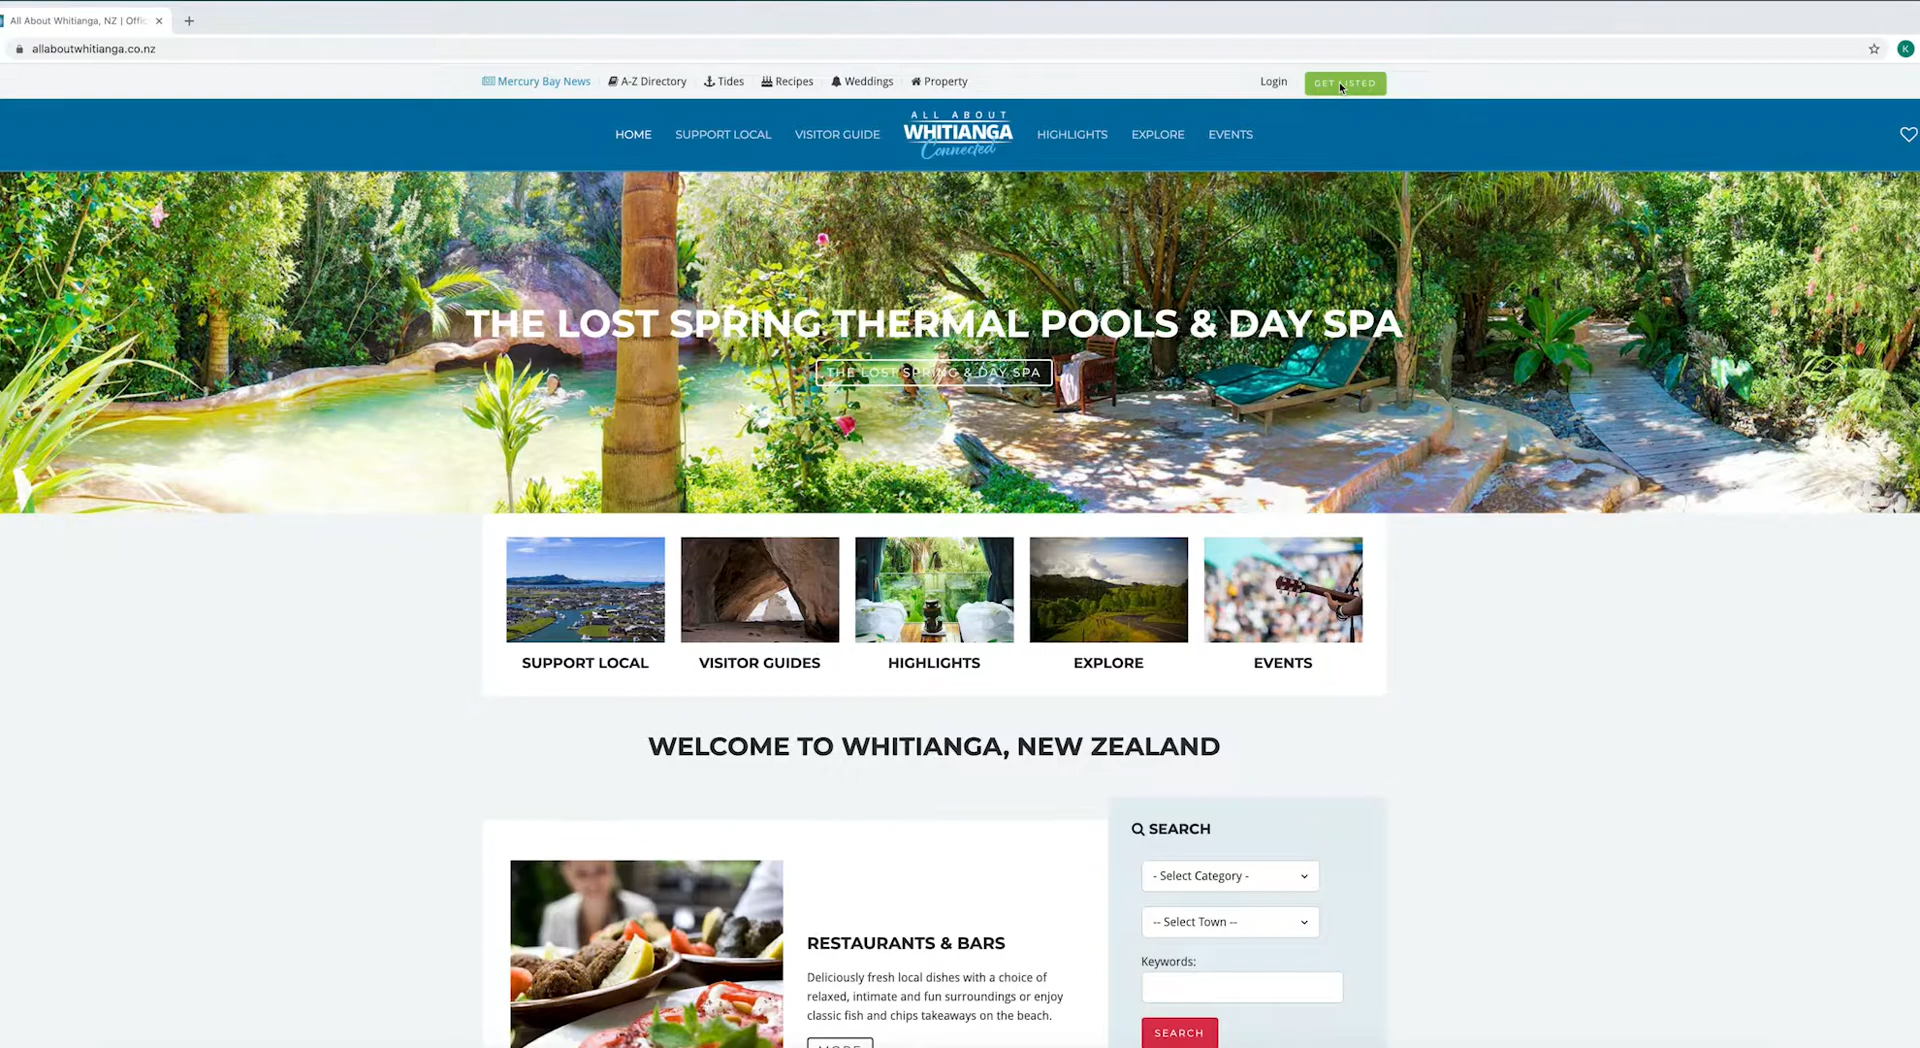 All About Whitianga, NZ | Offic
allaboutwhitianga.co.nz
K
Mercury Bay News
A-Z Directory
Tides
Recipes
Weddings
Property
Login
GET LISTED
HOME
SUPPORT LOCAL
VISITOR GUIDE
ALL ABOUT
WHITIANGA
Connected
HIGHLIGHTS
EXPLORE
EVENTS
THE LOST SPRING THERMAL POOLS & DAY SPA
THE LOST SPRING & DAY SPA
SUPPORT LOCAL
VISITOR GUIDES
HIGHLIGHTS
EXPLORE
EVENTS
WELCOME TO WHITIANGA, NEW ZEALAND
RESTAURANTS & BARS
Deliciously fresh local dishes with a choice of
relaxed, intimate and fun surroundings or enjoy
classic fish and chips takeaways on the beach.
MORE
SEARCH
- Select Category -
-- Select Town --
Keywords:
SEARCH